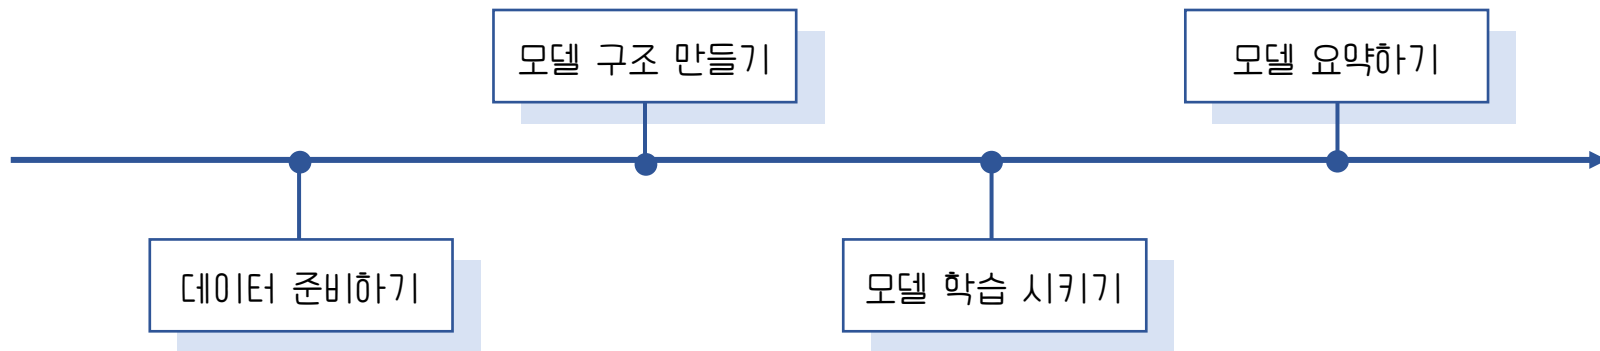 데이터 준비하기
모델 구조 만들기
모델 학습 시키기
모델 요약하기